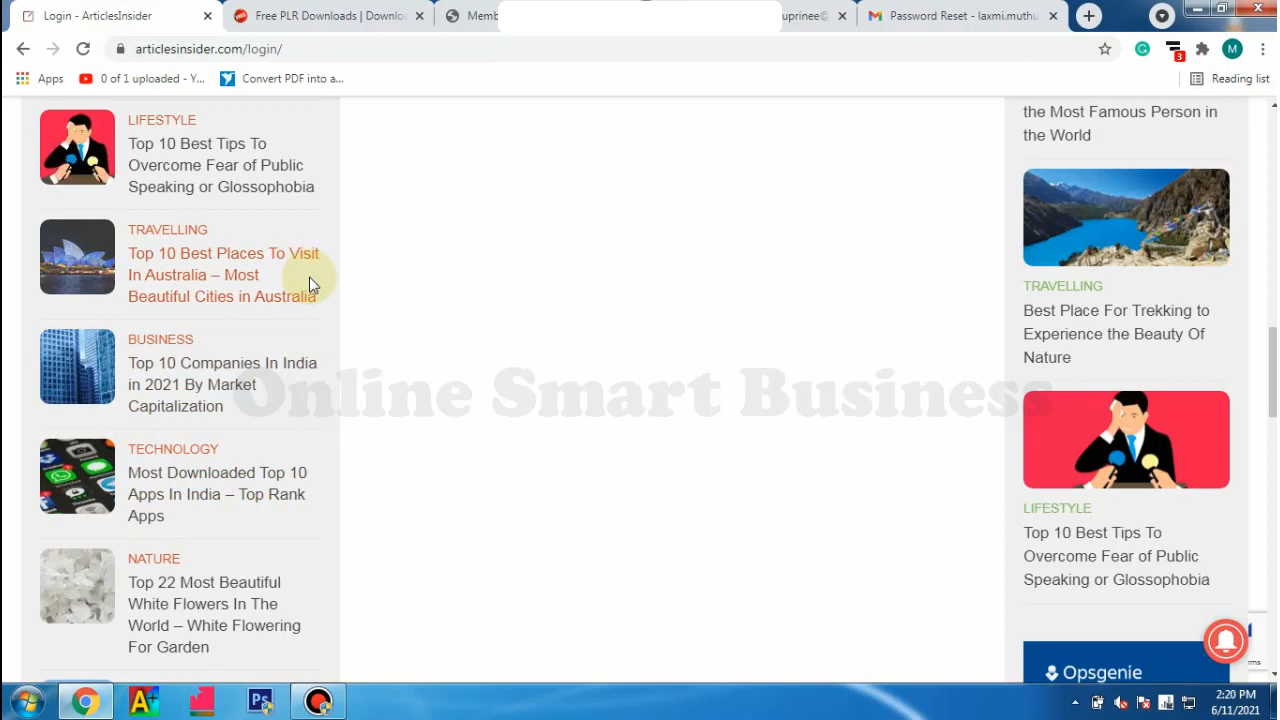 Login - ArticlesInsider
Free PLR Downloads | Downlo
Memb
uprinee@
Password Reset - laxmi.muthu
articlesinsider.com/login/
3
M
Apps
0 of 1 uploaded - Y...
Convert PDF into a...
Reading list
LIFESTYLE
Top 10 Best Tips To
Overcome Fear of Public
Speaking or Glossophobia
TRAVELLING
Top 10 Best Places To Visit
In Australia – Most
Beautiful Cities in Australia
BUSINESS
Top 10 Companies In India
in 2021 By Market
Capitalization
TECHNOLOGY
Most Downloaded Top 10
Apps In India – Top Rank
Apps
NATURE
Top 22 Most Beautiful
White Flowers In The
World – White Flowering
For Garden
Online Smart Business
the Most Famous Person in
the World
TRAVELLING
Best Place For Trekking to
Experience the Beauty Of
Nature
LIFESTYLE
Top 10 Best Tips To
Overcome Fear of Public
Speaking or Glossophobia
Opsgenie
Ps
2:20 PM
6/11/2021